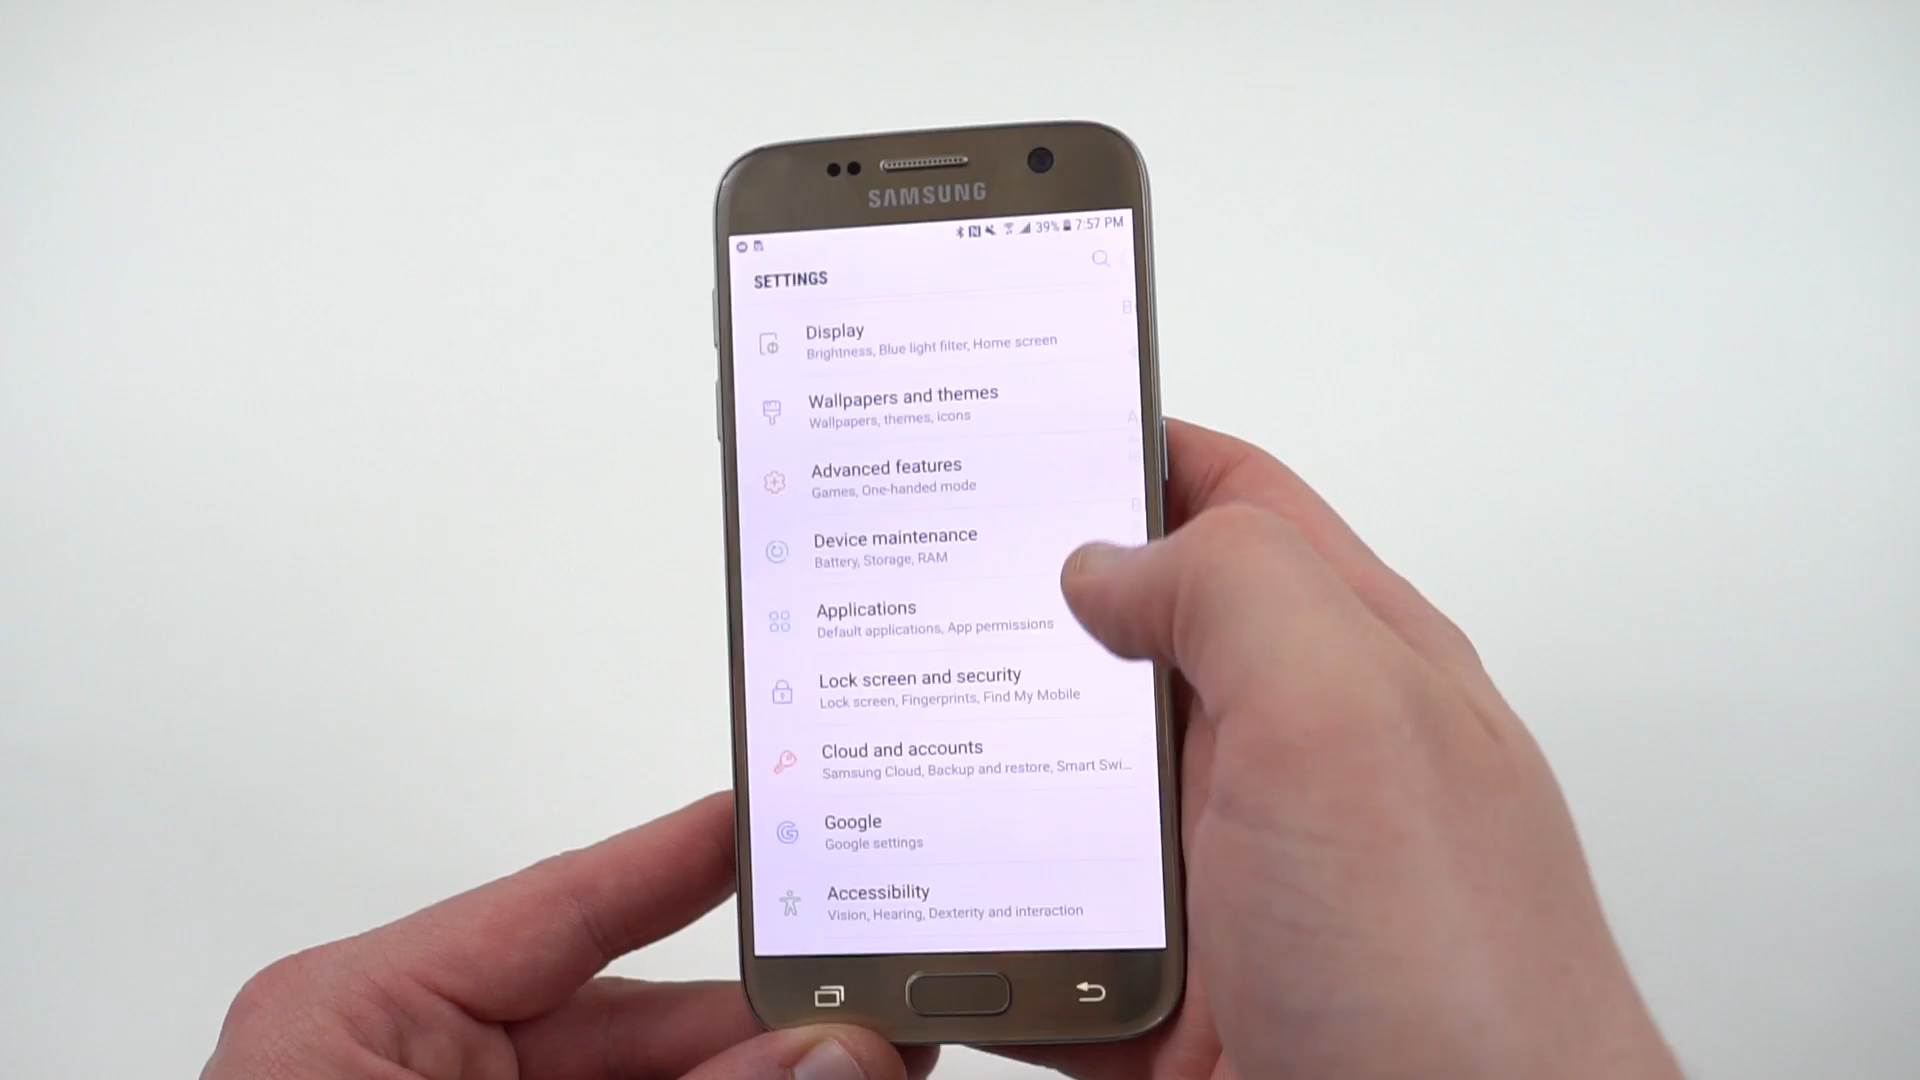 SAMSUNG
39% 7:57 PM
SETTINGS
Display
Brightness, Blue light filter, Home screen
Wallpapers and themes
Wallpapers, themes, icons
Advanced features
Games, One-handed mode
Device maintenance
Battery, Storage, RAM
Applications
Default applications, App permissions
Lock screen and security
Lock screen, Fingerprints, Find My Mobile
Cloud and accounts
Samsung Cloud, Backup and restore, Smart Swi...
Google
Google settings
Accessibility
Vision, Hearing, Dexterity and interaction